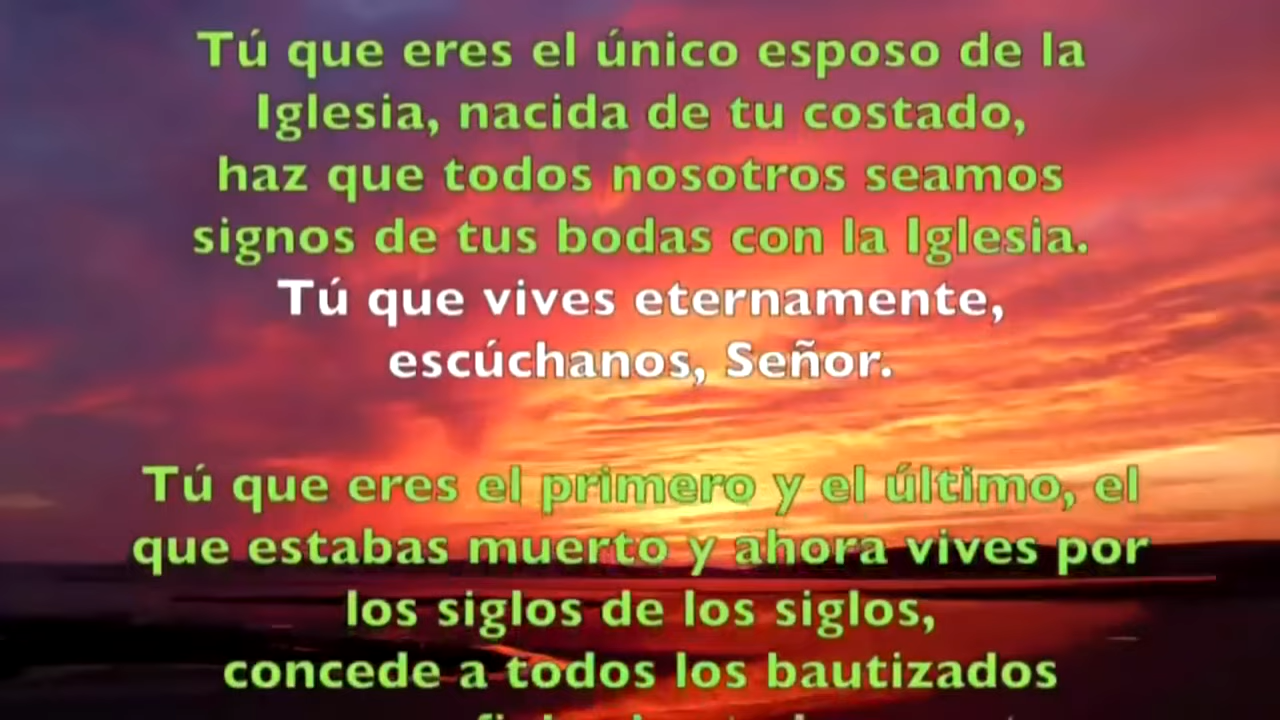 Tú que eres el único esposo de la
Iglesia, nacida de tu costado,
haz que todos nosotros seamos
signos de tus bodas con la Iglesia.
Tú que vives eternamente,
escúchanos, Señor.
Tú que eres el primero y el último, el
que estabas muerto y ahora vives por
los siglos de los siglos,
concede a todos los bautizados